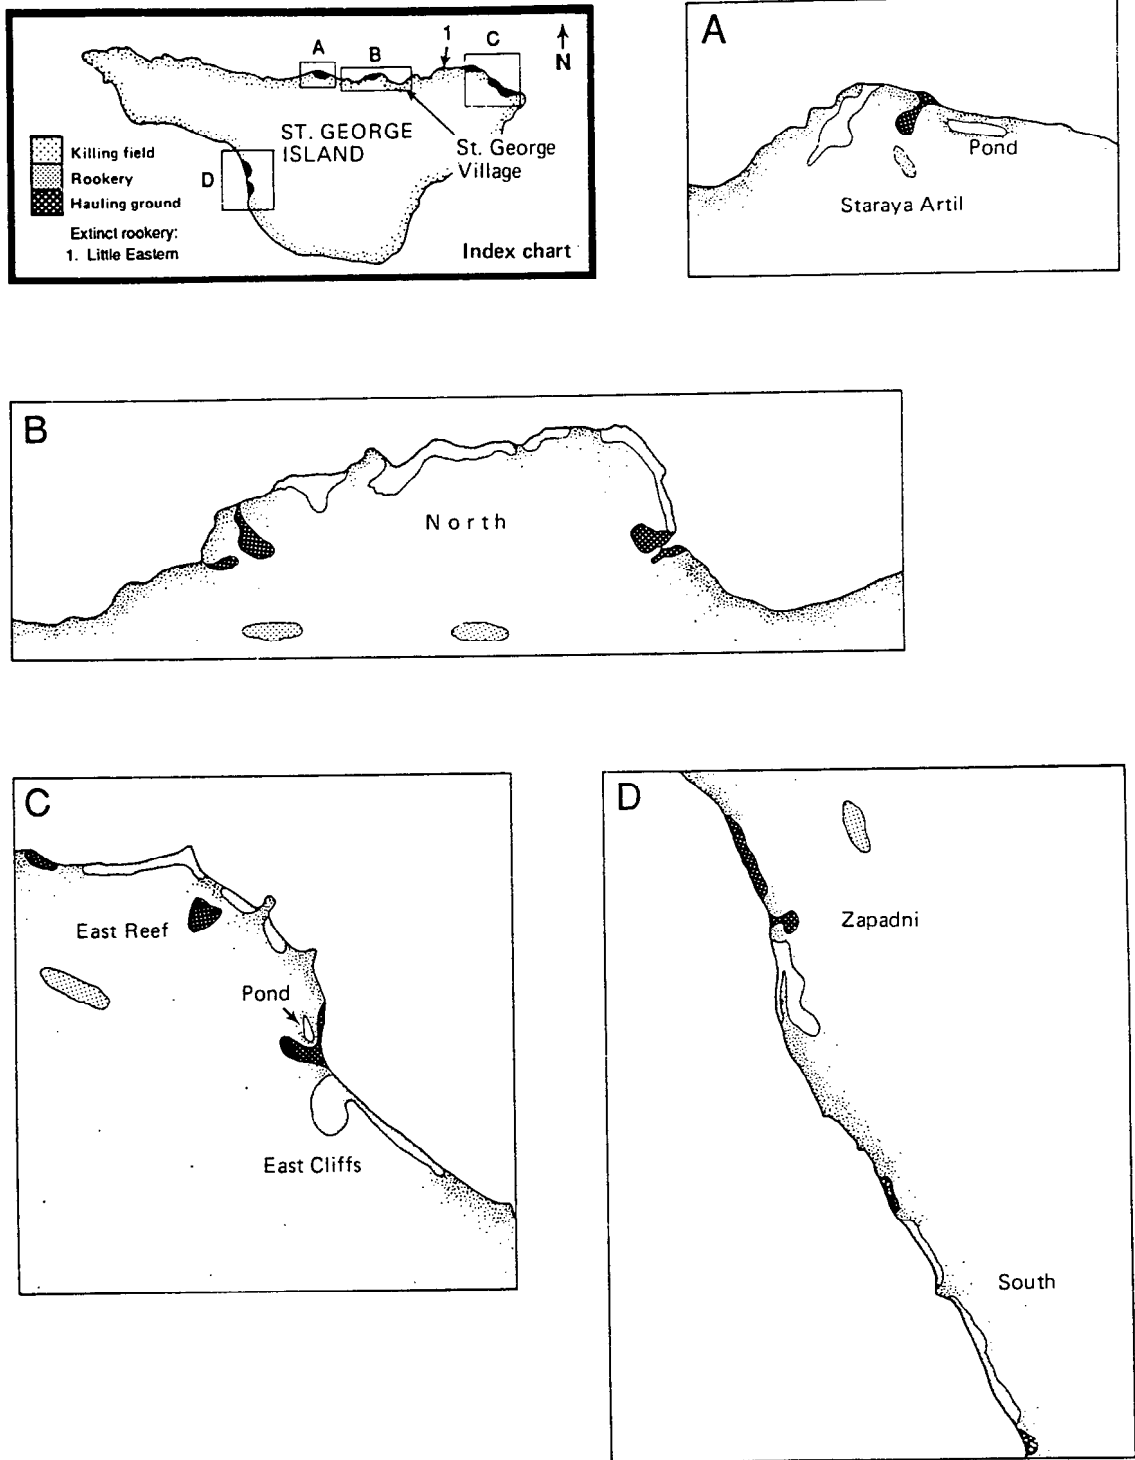 A
B
1
C
N
ST. GEORGE
ISLAND
St. George
Village
D
Killing field
Rookery
Hauling ground
Extinct rookery:
1. Little Eastern
Index chart
A
Pond
Staraya Artil
B
North
C
East Reef
Pond
East Cliffs
D
Zapadni
South